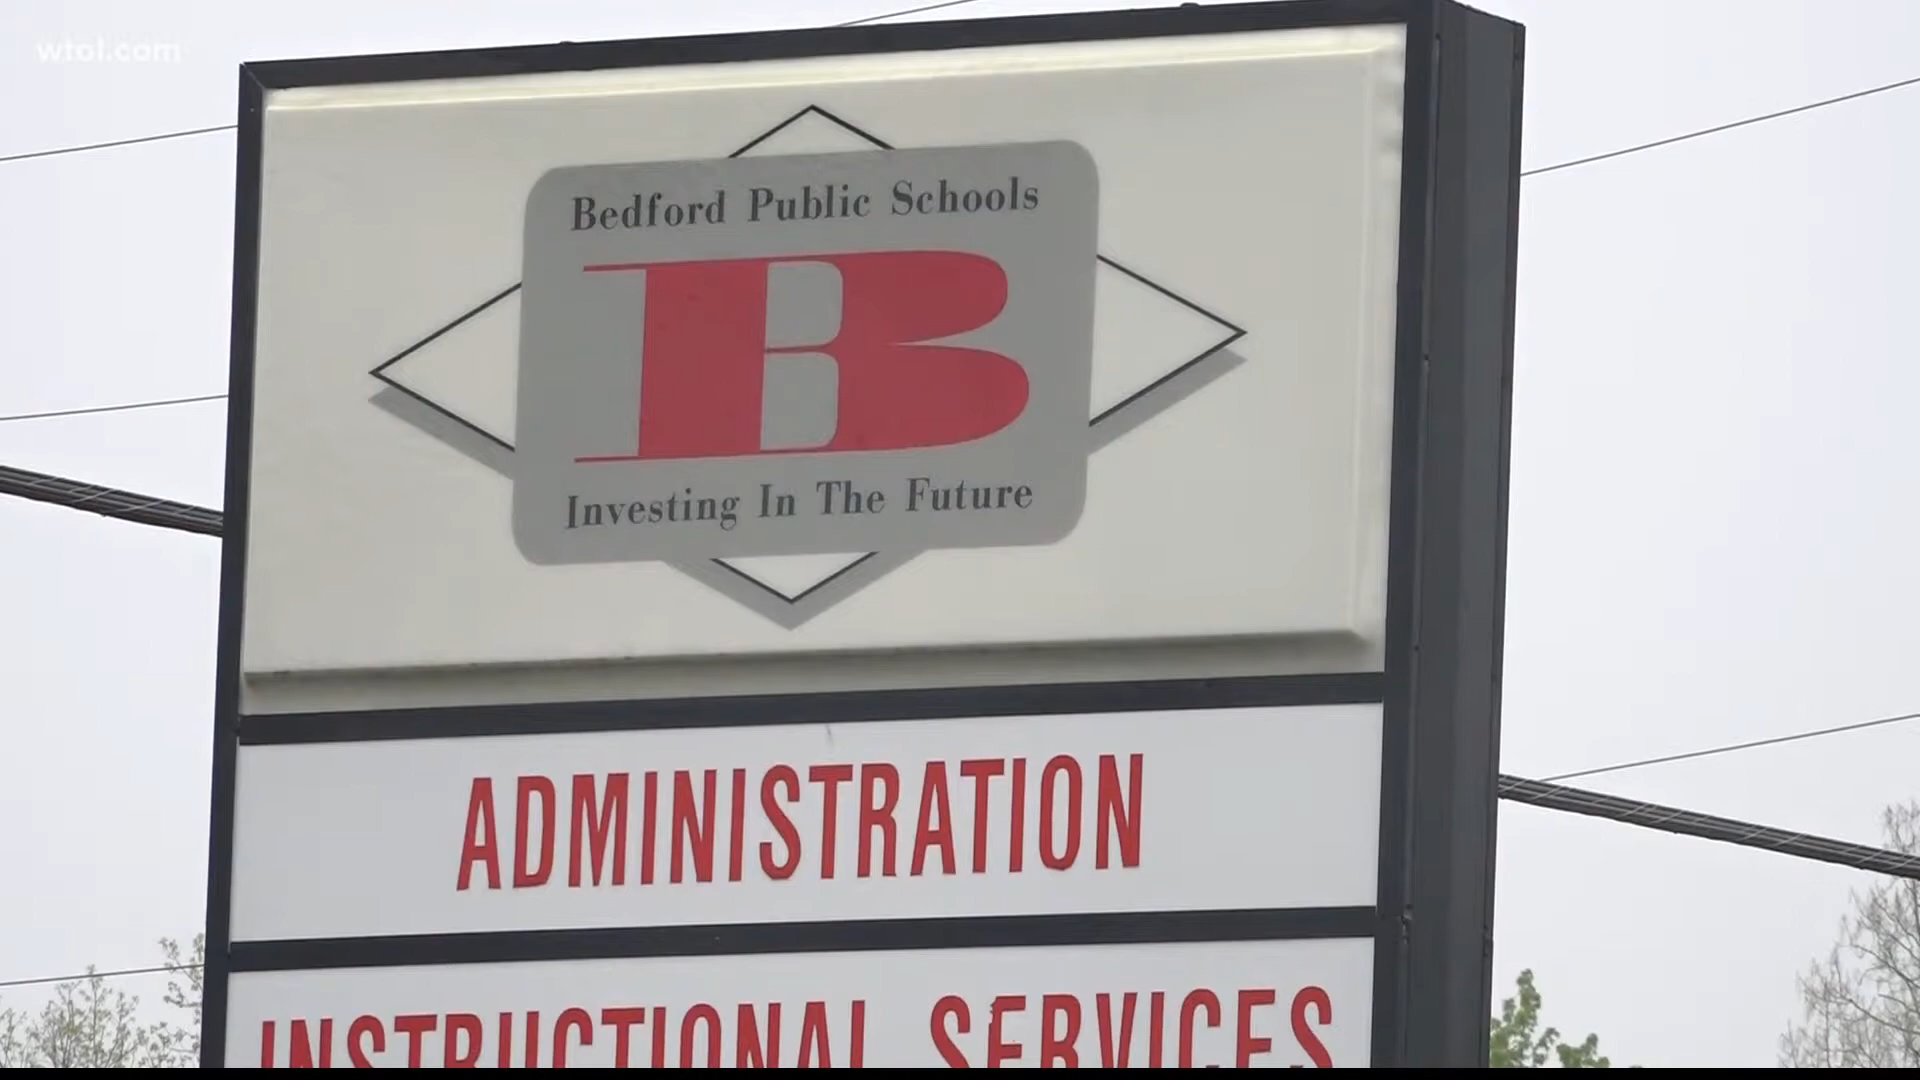 wtol.com
Bedford Public Schools
B
Investing In The Future
ADMINISTRATION
INSTRUCTIONAL SERVICES